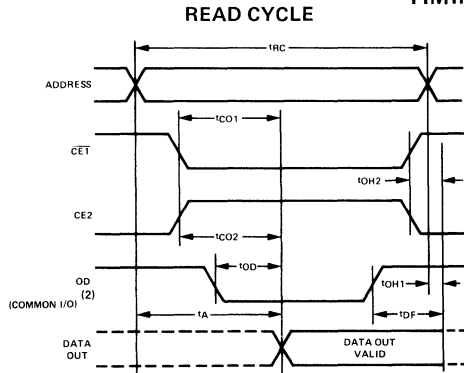 READ CYCLE
tRC
ADDRESS
tCO1
CE1
tOH2
CE2
tCO2
tOD
OD
(2)
(COMMON I/O)
tOH1
tA
tDF
DATA
OUT
DATA OUT
VALID